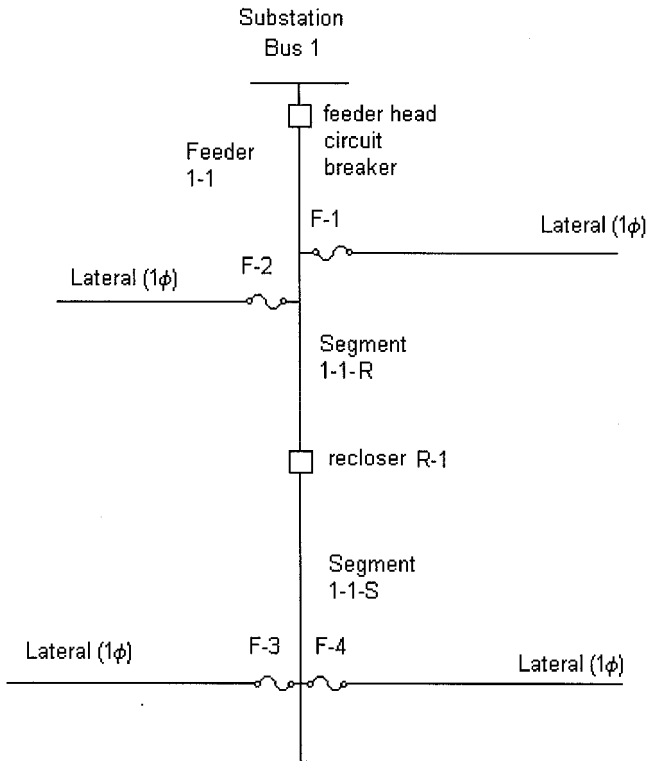 Substation
Bus 1
feeder head
circuit
breaker
Feeder
1-1
F-1
Lateral (1ϕ)
F-2
Lateral (1ϕ)
Segment
1-1-R
recloser R-1
Segment
1-1-S
Lateral (1ϕ)
F-3
F-4
Lateral (1ϕ)